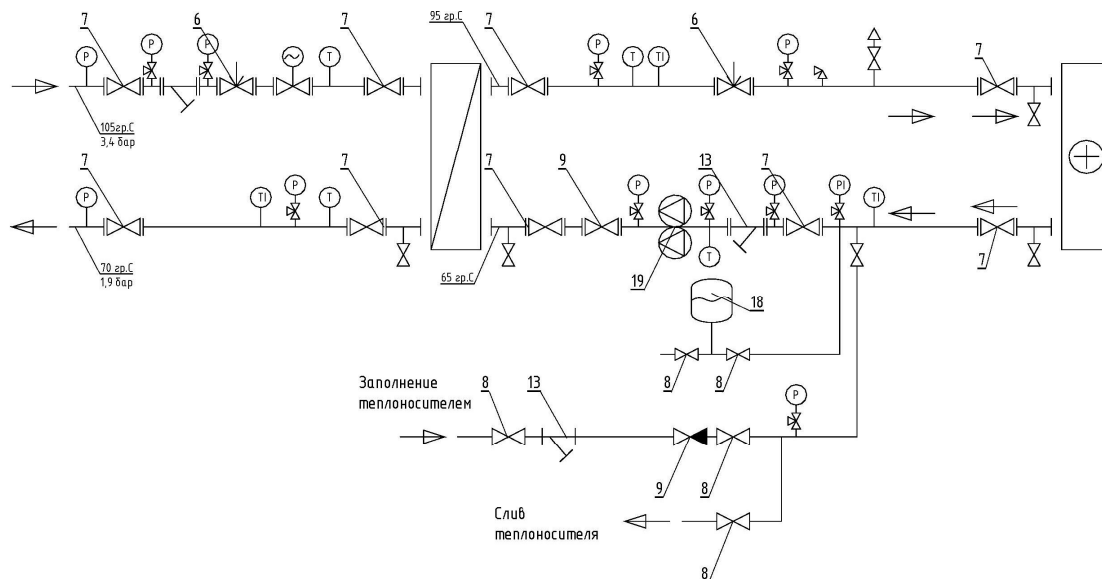 7
6
7
95 гр.С
7
6
7
P
P
P
T
P
T
TI
P
105гр.С
3,4 бар
7
7
7
9
13
7
P
TI
P
T
P
P
P
PI
TI
T
70 гр.С
1,9 бар
65 гр.С
19
7
18
8
8
Заполнение
теплоносителем
8
13
P
9
8
Слив
теплоносителя
8